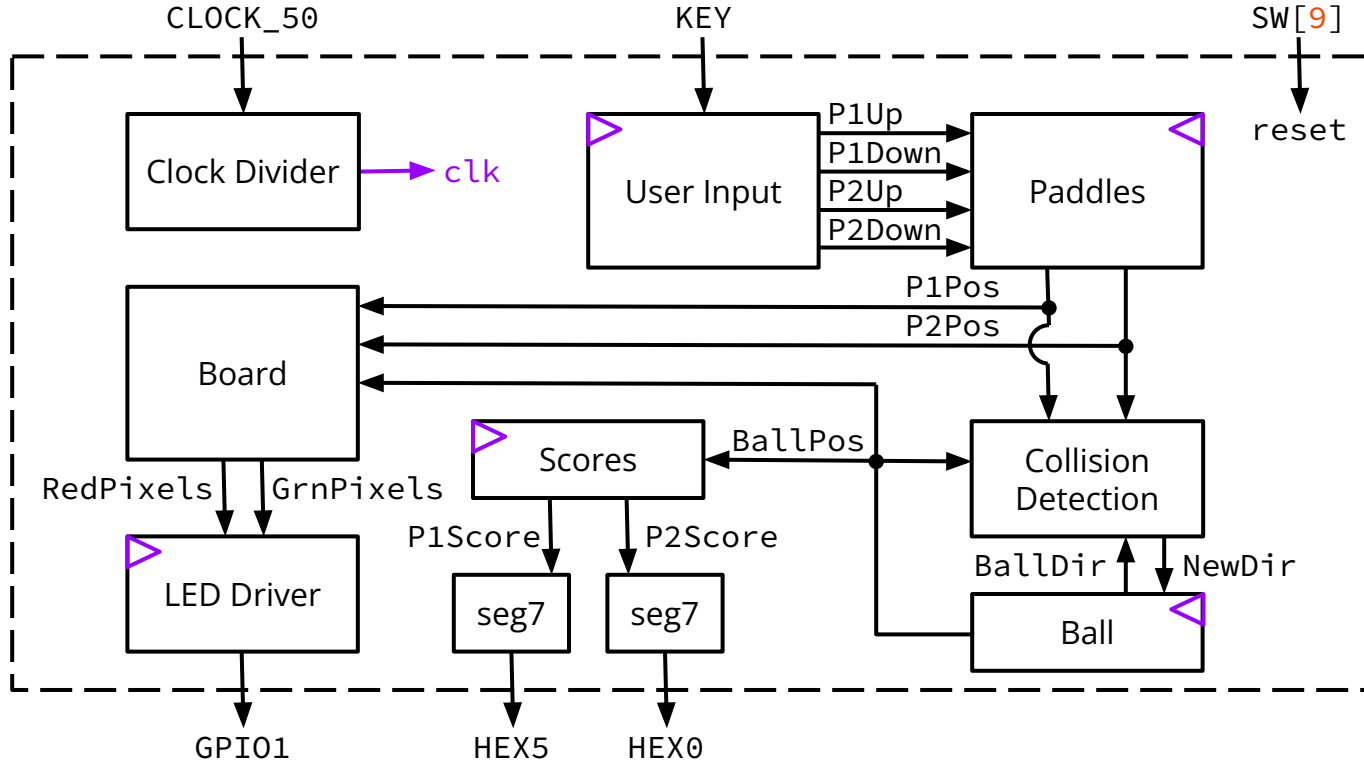 CLOCK_50
KEY
SW[9]
Clock Divider
clk
User Input
P1Up
P1Down
P2Up
P2Down
Paddles
reset
P1Pos
P2Pos
Board
BallPos
Scores
Collision
Detection
RedPixels
GrnPixels
P1Score
P2Score
BallDir
NewDir
LED Driver
seg7
seg7
Ball
GPIO1
HEX5
HEX0